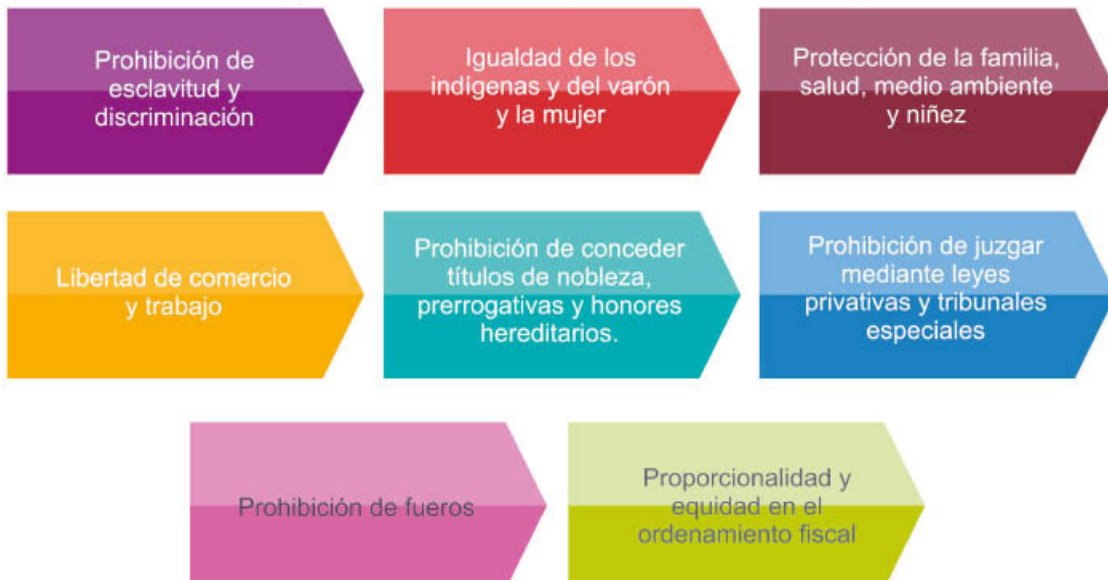 Prohibición de
esclavitud y
discriminación
Igualdad de los
indígenas y del varón
y la mujer
Protección de la familia,
salud, medio ambiente
y niñez
Libertad de comercio
y trabajo
Prohibición de conceder
títulos de nobleza,
prerrogativas y honores
hereditarios.
Prohibición de juzgar
mediante leyes
privativas y tribunales
especiales
Prohibición de fueros
Proporcionalidad y
equidad en el
ordenamiento fiscal